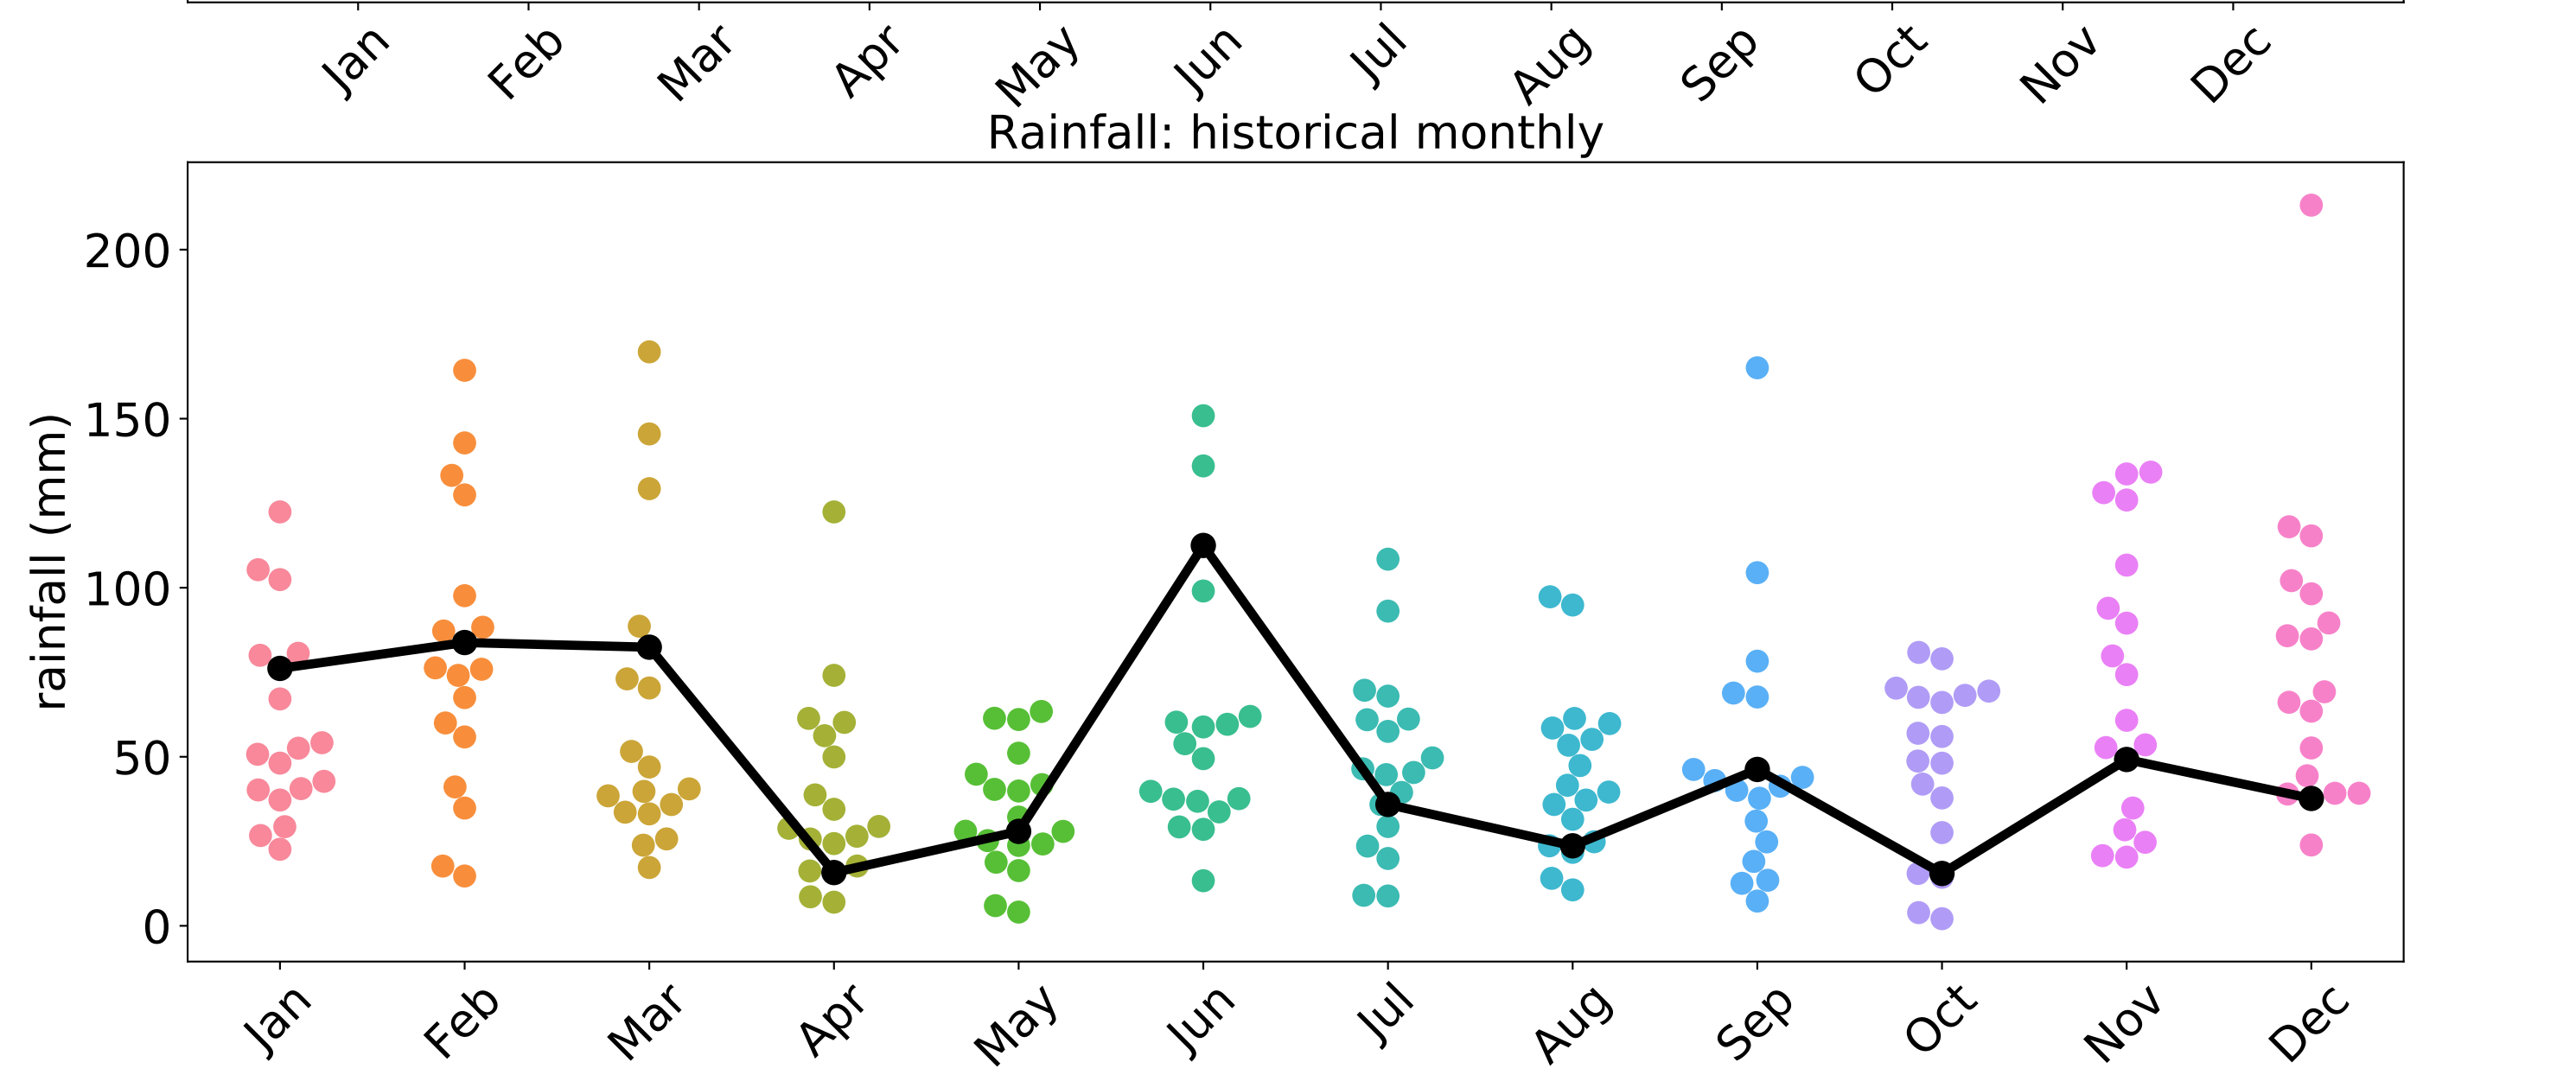 Jan Feb Mar Apr May Jun Jul Aug Sep Oct Nov Dec
Rainfall: historical monthly
rainfall (mm)
200
150
100
50
0
Jan Feb Mar Apr May Jun Jul Aug Sep Oct Nov Dec